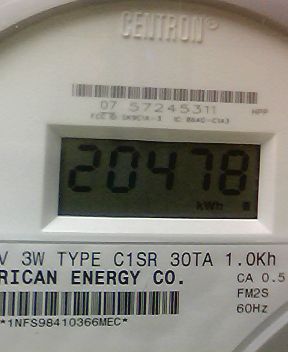 CENTRON®
07 57245311
HPP
20478
kWh
V 3W TYPE C1SR 30TA 1.0Kh
RICAN ENERGY CO.
CA 0.5
FM2S
60Hz
*1NFS98410366MEC*